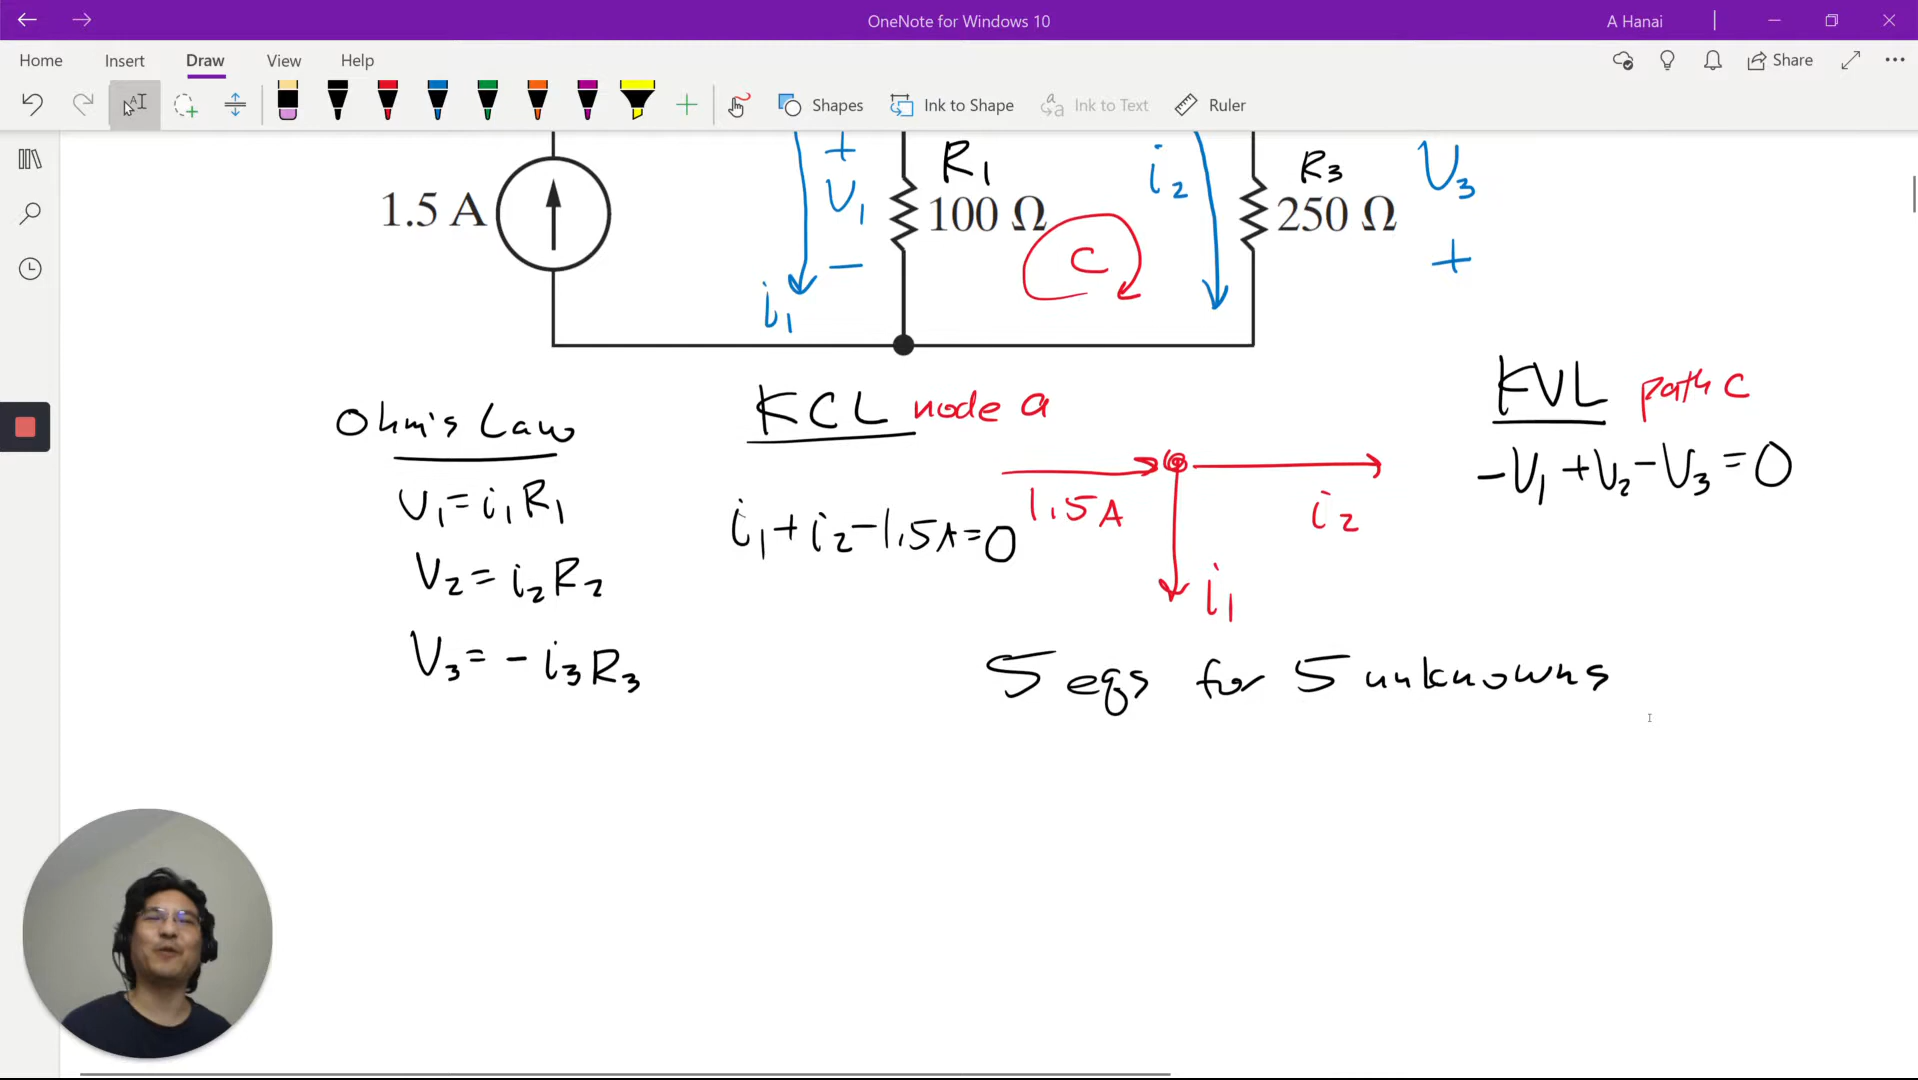 OneNote for Windows 10
A Hanai
Home Insert Draw View Help
Share
Shapes Ink to Shape Ink to Text Ruler
+ R1 i2 R3 V3
1.5 A V1 100 Ω 250 Ω
- C +
i1
Ohm's Law
V1 = i1R1
V2 = i2R2
V3 = - i3R3
KCL node a
i1 + i2 - 1.5A = 0
1.5A i2
i1
KVL path c
-V1 + V2 - V3 = 0
5 eqs for 5 unknowns